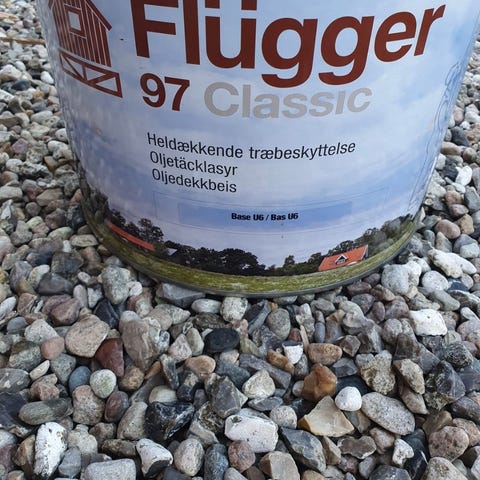 Flügger
97 Classic
Heldækkende træbeskyttelse
Oljetäcklasyr
Oljedekkbeis
Base U6 / Bas U6